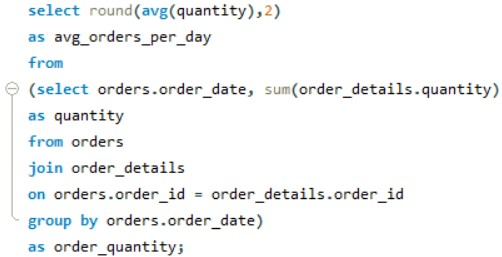 select round(avg(quantity),2)
as avg_orders_per_day
from
(select orders.order_date, sum(order_details.quantity)
as quantity
from orders
join order_details
on orders.order_id = order_details.order_id
group by orders.order_date)
as order_quantity;